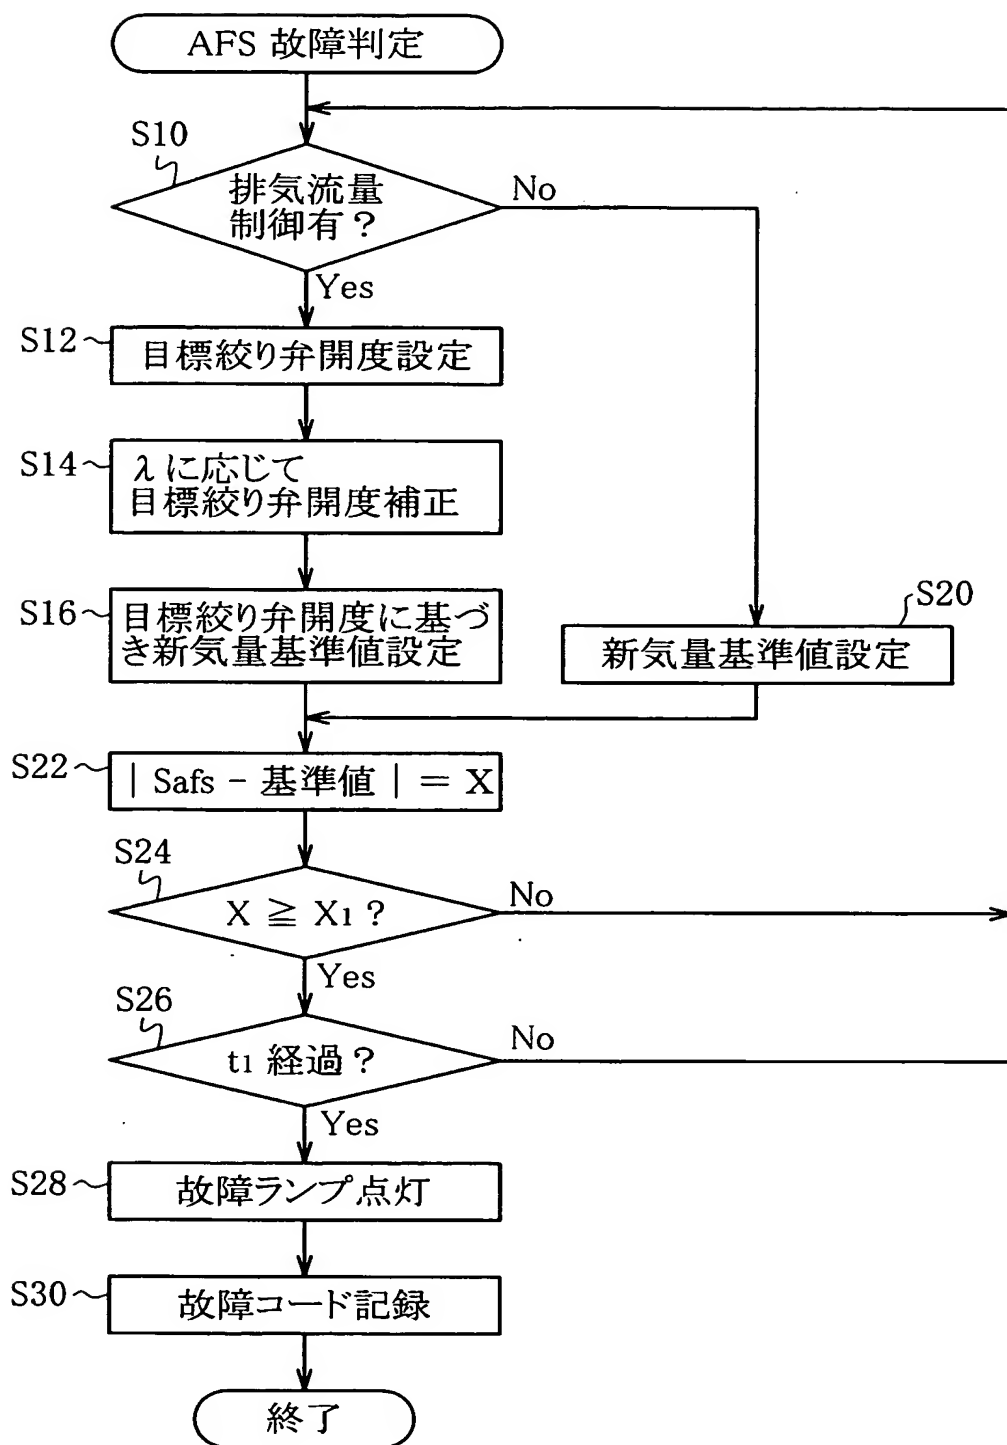 AFS 故障判定
S10
排気流量
制御有？
No
Yes
S12
目標絞り弁開度設定
S14
λに応じて
目標絞り弁開度補正
S16
目標絞り弁開度に基づ
き新気量基準値設定
S20
新気量基準値設定
S22
| Safs - 基準値 | = X
S24
X ≧ X1 ?
No
Yes
S26
t1 経過？
No
Yes
S28
故障ランプ点灯
S30
故障コード記録
終了